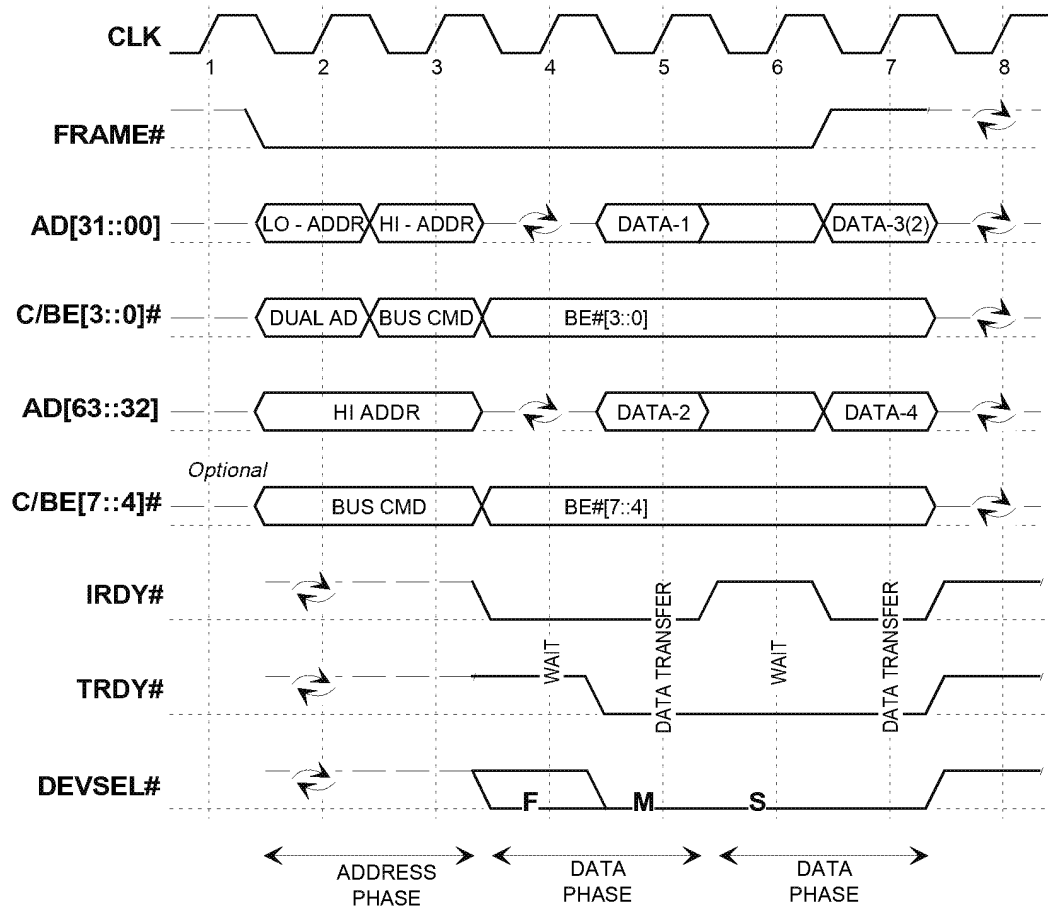 CLK
1 2 3 4 5 6 7 8
FRAME#
AD[31::00] LO - ADDR HI - ADDR DATA-1 DATA-3(2)
C/BE[3::0]# DUAL AD BUS CMD BE#[3::0]
AD[63::32] HI ADDR DATA-2 DATA-4
Optional
C/BE[7::4]# BUS CMD BE#[7::4]
IRDY#
WAIT
DATA TRANSFER
WAIT
DATA TRANSFER
TRDY#
DEVSEL# F M S
ADDRESS PHASE
DATA PHASE
DATA PHASE